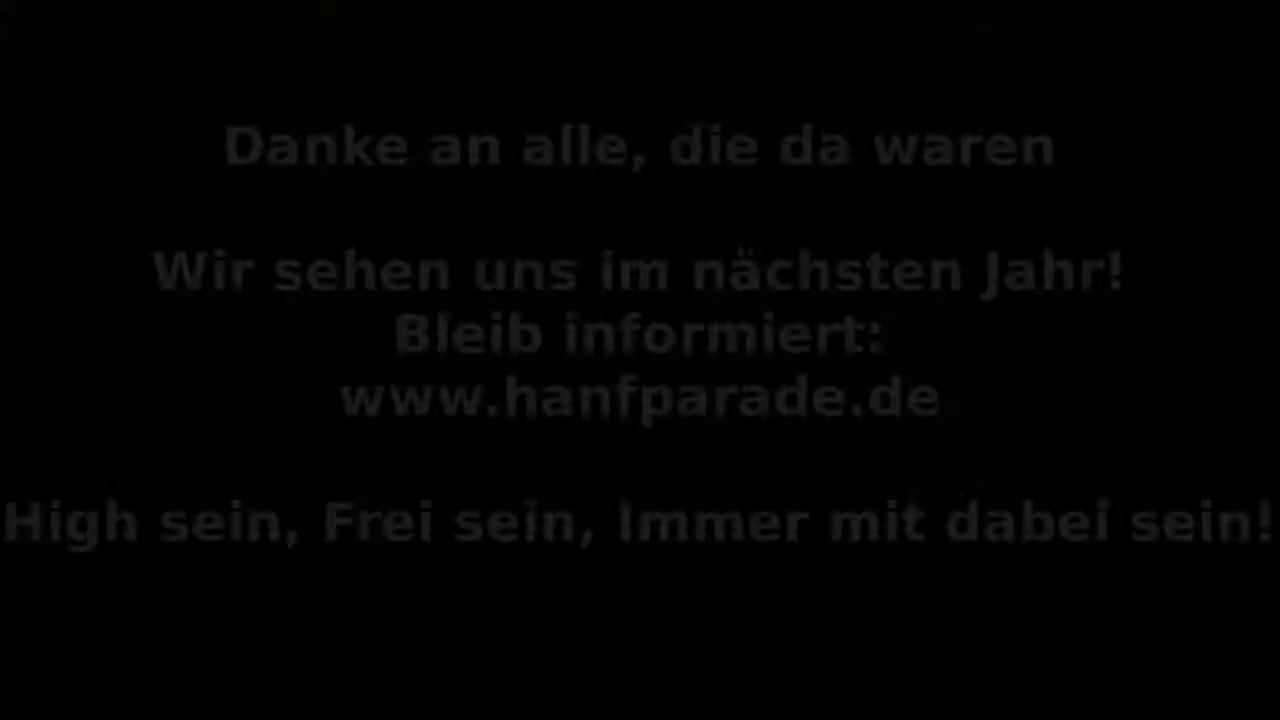 Danke an alle, die da waren
Wir sehen uns im nächsten Jahr!
Bleib informiert:
www.hanfparade.de
High sein, Frei sein, Immer mit dabei sein!